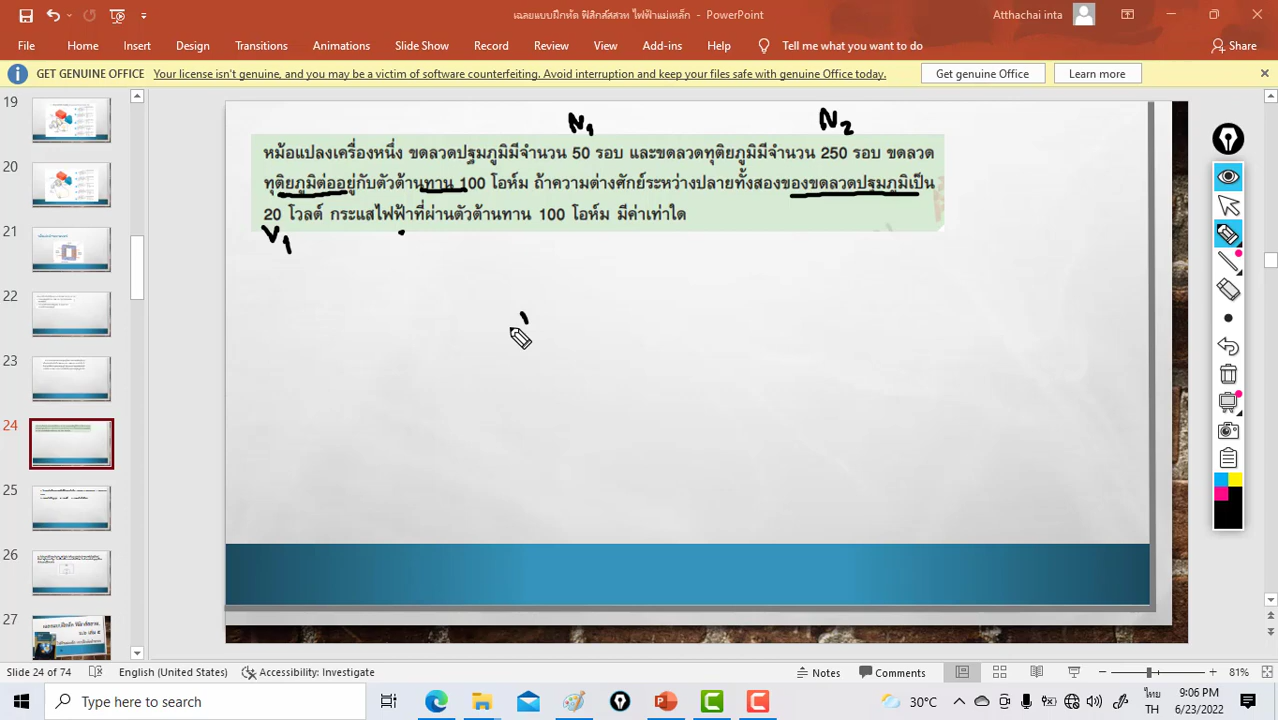 เฉลยแบบฝึกหัด ฟิสิกส์สสวท ไฟฟ้าแม่เหล็ก - PowerPoint
Atthachai inta
File Home Insert Design Transitions Animations Slide Show Record Review View Add-ins Help Tell me what you want to do Share
GET GENUINE OFFICE Your license isn't genuine, and you may be a victim of software counterfeiting. Avoid interruption and keep your files safe with genuine Office today. Get genuine Office Learn more
19
20
21
22
23
24
25
26
27
N1 N2
หม้อแปลงเครื่องหนึ่ง ขดลวดปฐมภูมิมีจำนวน 50 รอบ และขดลวดทุติยภูมิมีจำนวน 250 รอบ ขดลวด
ทุติยภูมิต่ออยู่กับตัวต้านทาน 100 โอห์ม ถ้าความต่างศักย์ระหว่างปลายทั้งสองของขดลวดปฐมภูมิเป็น
20 โวลต์ กระแสไฟฟ้าที่ผ่านตัวต้านทาน 100 โอห์ม มีค่าเท่าใด
V1
Slide 24 of 74 English (United States) Accessibility: Investigate Notes Comments 81%
Type here to search 30°C ไทย 9:06 PM
TH 6/23/2022